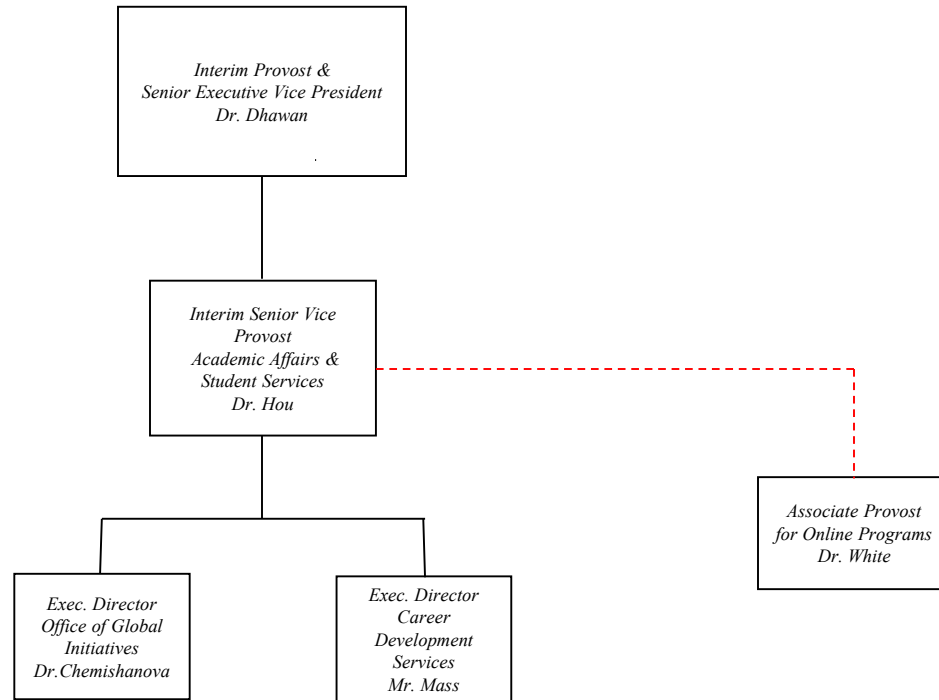 Interim Provost &
Senior Executive Vice President
Dr. Dhawan
.
Interim Senior Vice
Provost
Academic Affairs &
Student Services
Dr. Hou
Associate Provost
for Online Programs
Dr. White
Exec. Director
Office of Global
Initiatives
Dr.Chemishanova
Exec. Director
Career
Development
Services
Mr. Mass